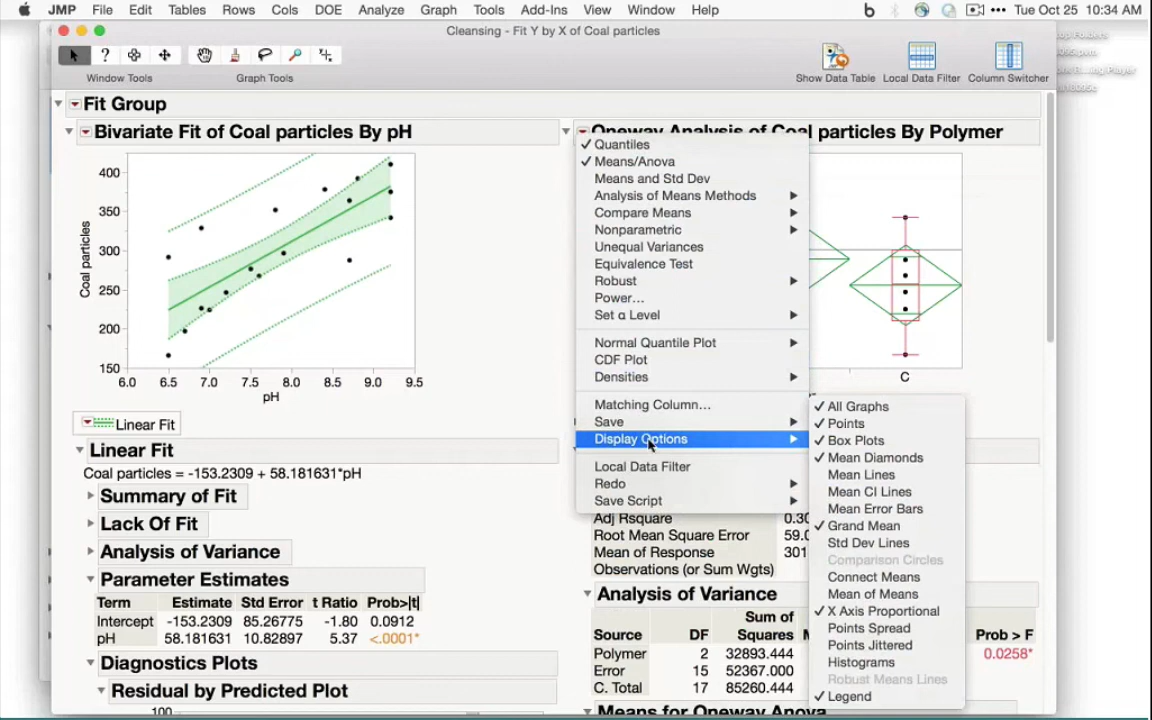 JMP File Edit Tables Rows Cols DOE Analyze Graph Tools Add-Ins View Window Help Tue Oct 25 10:34 AM
Cleansing - Fit Y by X of Coal particles
Window Tools
Graph Tools
Show Data Table Local Data Filter Column Switcher
Fit Group
Bivariate Fit of Coal particles By pH
400
350
300
250
200
150
Coal particles
6.0 6.5 7.0 7.5 8.0 8.5 9.0 9.5
pH
Linear Fit
Linear Fit
Coal particles = -153.2309 + 58.181631*pH
Summary of Fit
Lack Of Fit
Analysis of Variance
Parameter Estimates
Term Estimate Std Error t Ratio Prob>|t|
Intercept -153.2309 85.26775 -1.80 0.0912
pH 58.181631 10.82897 5.37 <.0001*
Diagnostics Plots
Residual by Predicted Plot
100
Oneway Analysis of Coal particles By Polymer
Quantiles
Means/Anova
Means and Std Dev
Analysis of Means Methods
Compare Means
Nonparametric
Unequal Variances
Equivalence Test
Robust
Power...
Set α Level
Normal Quantile Plot
CDF Plot
Densities
Matching Column...
Save
Display Options
Local Data Filter
Redo
Save Script
C
All Graphs
Points
Box Plots
Mean Diamonds
Mean Lines
Mean CI Lines
Mean Error Bars
Grand Mean
Std Dev Lines
Comparison Circles
Connect Means
Mean of Means
X Axis Proportional
Points Spread
Points Jittered
Histograms
Robust Means Lines
Legend
Adj Rsquare 0.30
Root Mean Square Error 59.0
Mean of Response 301
Observations (or Sum Wgts)
Analysis of Variance
Sum of
Source DF Squares Prob > F
Polymer 2 32893.444 0.0258*
Error 15 52367.000
C. Total 17 85260.444
Means for Oneway Anova